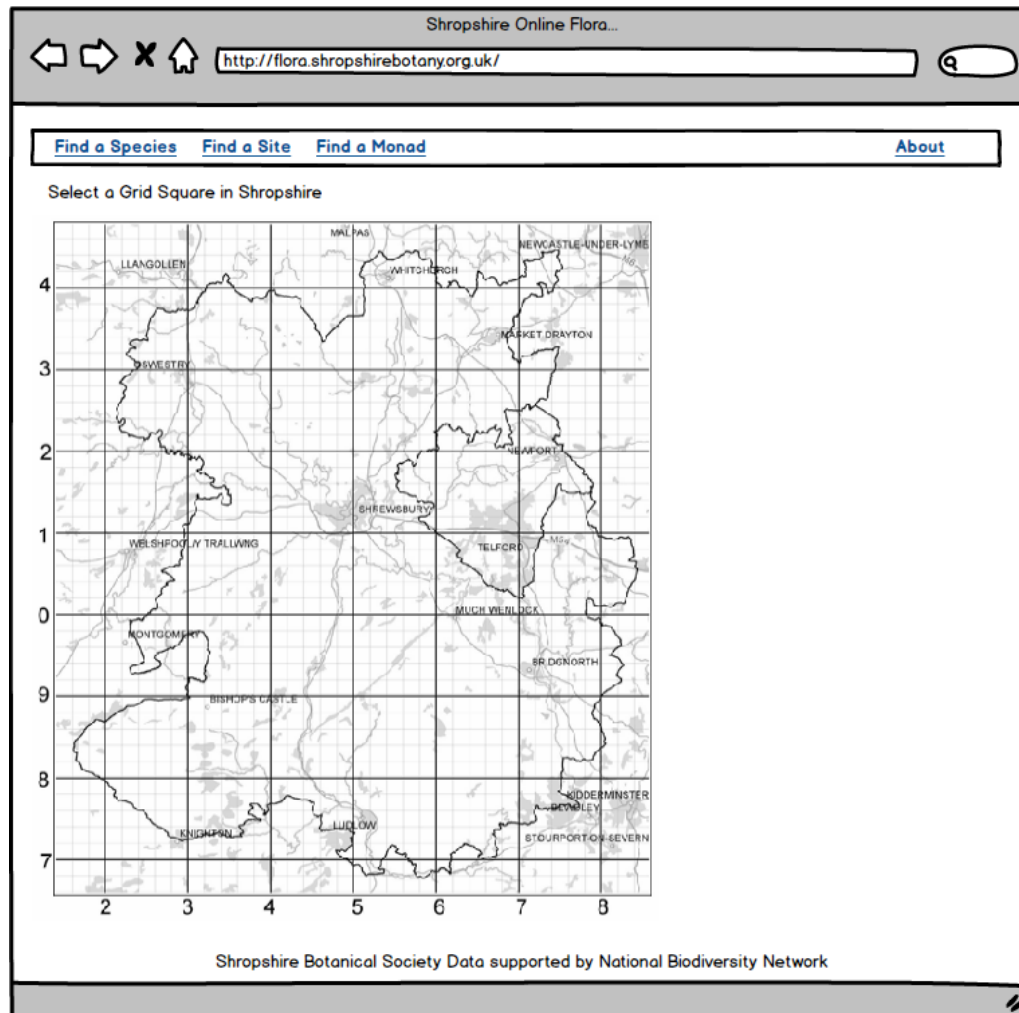 Shropshire Online Flora...
http://flora.shropshirebotany.org.uk/
Find a Species Find a Site Find a Monad About
Select a Grid Square in Shropshire
MALPAS
NEWCASTLE-UNDER-LYME
LLANGOLLEN
WHITCHURCH
M6
4
MARKET DRAYTON
3
OSWESTRY
2
NEWPORT
SHREWSBURY
1
TELFORD
0
MUCH WENLOCK
MONTGOMERY
BRIDGNORTH
9
BISHOP'S CASTLE
8
KIDDERMINSTER
BEWDLEY
KNIGHTON
LUDLOW
STOURPORT-ON-SEVERN
7
2 3 4 5 6 7 8
Shropshire Botanical Society Data supported by National Biodiversity Network